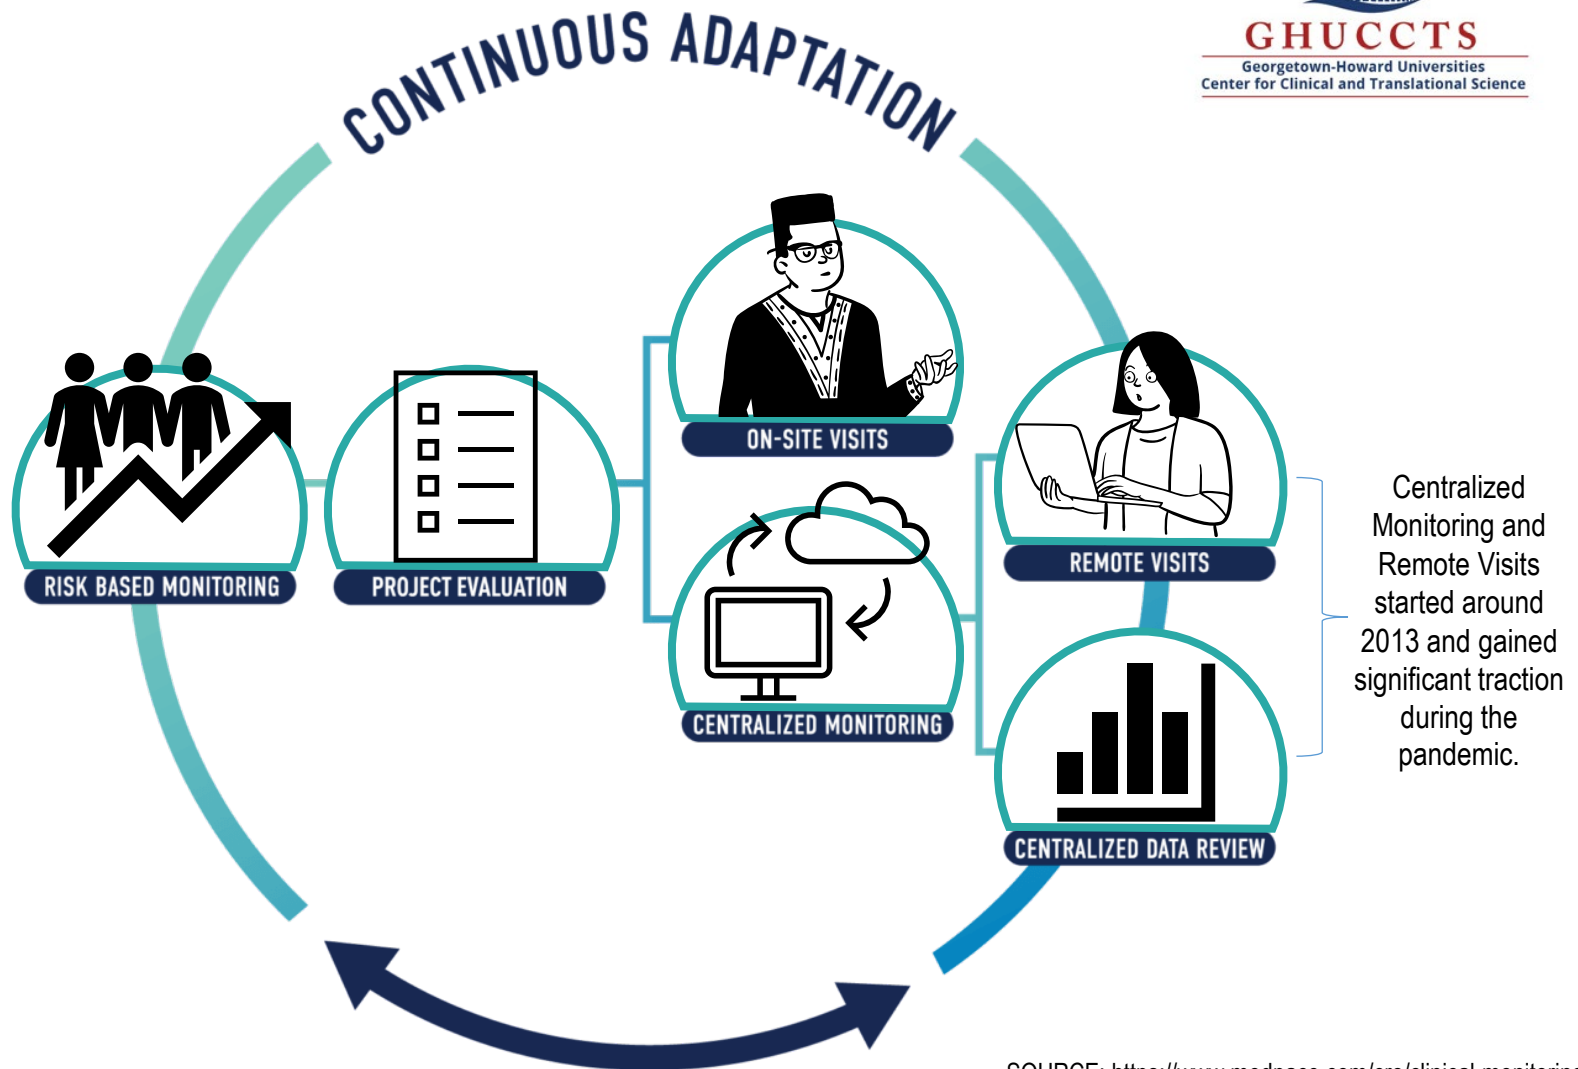 CONTINUOUS ADAPTATION
GHUCCTS
Georgetown-Howard Universities
Center for Clinical and Translational Science
ON-SITE VISITS
RISK BASED MONITORING
PROJECT EVALUATION
REMOTE VISITS
CENTRALIZED MONITORING
CENTRALIZED DATA REVIEW
Centralized
Monitoring and
Remote Visits
started around
2013 and gained
significant traction
during the
pandemic.